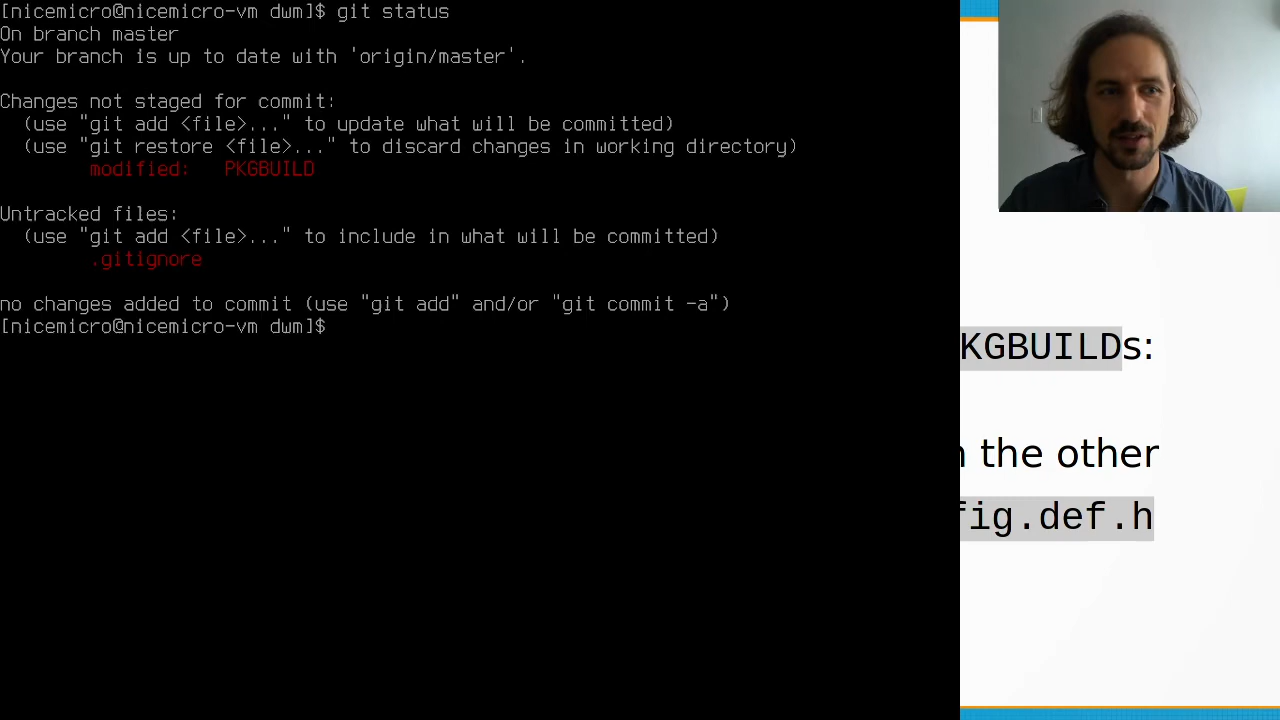 [nicemicro@nicemicro-vm dwm]$ git status
On branch master
Your branch is up to date with 'origin/master'.
Changes not staged for commit:
(use "git add <file>..." to update what will be committed)
(use "git restore <file>..." to discard changes in working directory)
modified: PKGBUILD
Untracked files:
(use "git add <file>..." to include in what will be committed)
.gitignore
no changes added to commit (use "git add" and/or "git commit -a")
[nicemicro@nicemicro-vm dwm]$
KGBUILDs:
the other
fig.def.h